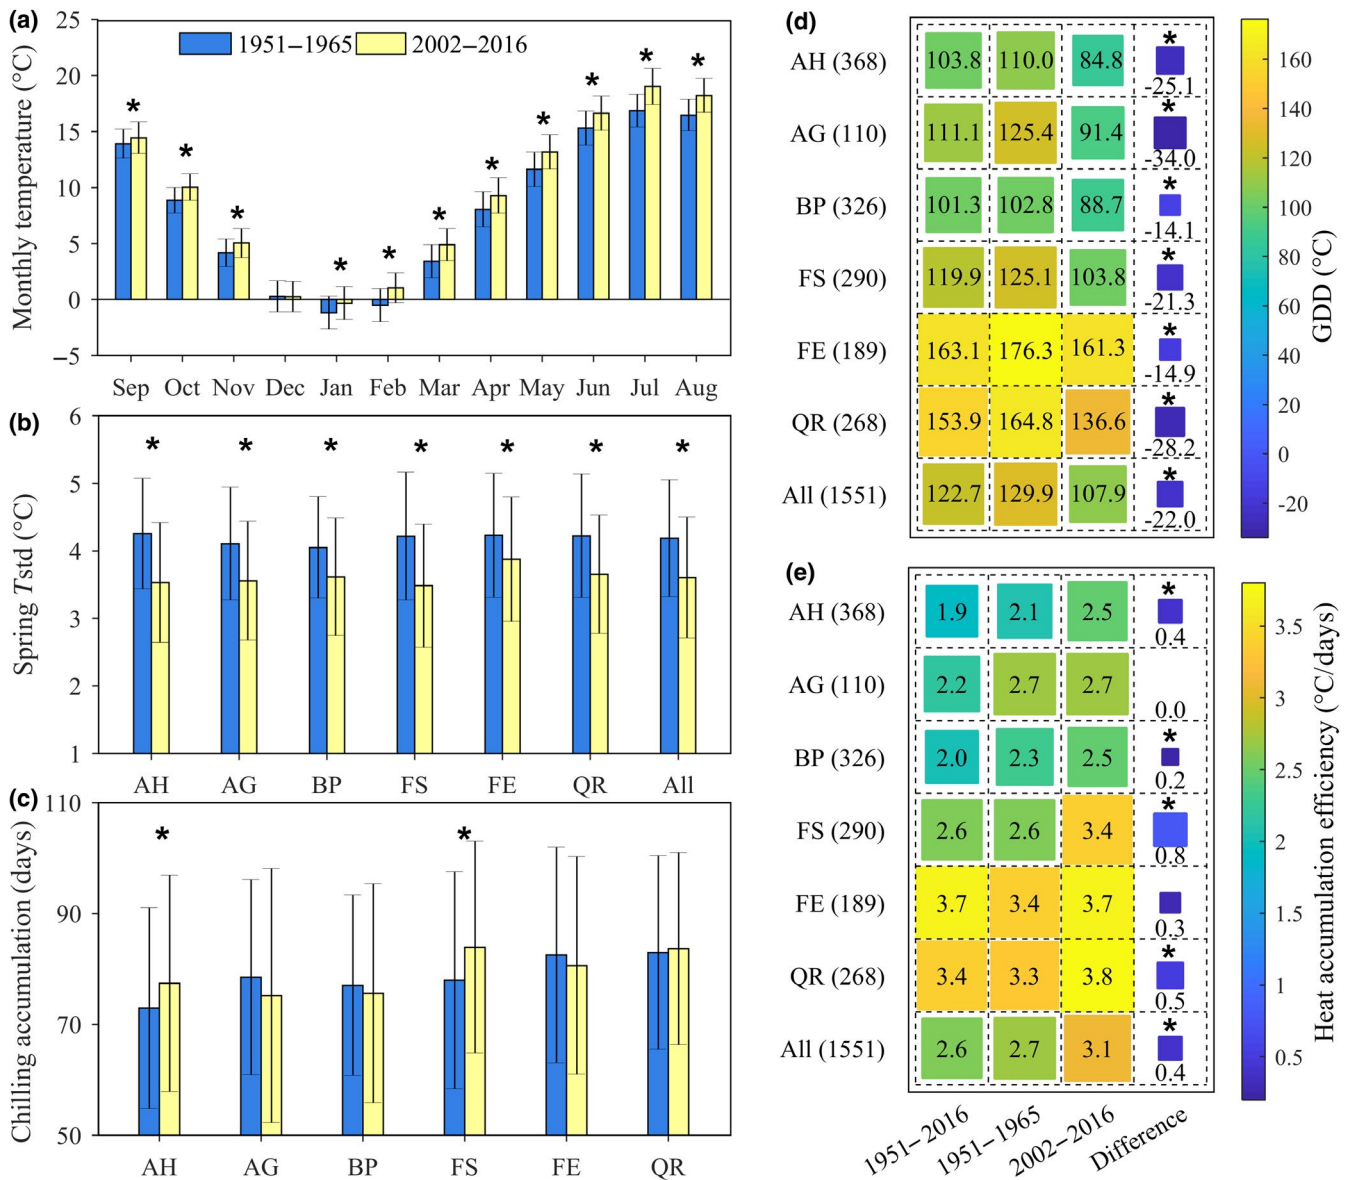 (a)
25
20
15
10
5
0
−5
Monthly temperature (°C)
1951−1965 2002−2016
* * * * * * * * * * *
Sep Oct Nov Dec Jan Feb Mar Apr May Jun Jul Aug
(b)
6
5
4
3
2
1
Spring Tstd (°C)
* * * * * * *
AH AG BP FS FE QR All
(c)
110
90
70
50
Chilling accumulation (days)
* *
AH AG BP FS FE QR
(d)
AH (368) 103.8 110.0 84.8 * -25.1
AG (110) 111.1 125.4 91.4 * -34.0
BP (326) 101.3 102.8 88.7 * -14.1
FS (290) 119.9 125.1 103.8 * -21.3
FE (189) 163.1 176.3 161.3 * -14.9
QR (268) 153.9 164.8 136.6 * -28.2
All (1551) 122.7 129.9 107.9 * -22.0
160
140
120
100
80
60
40
20
0
-20
GDD (°C)
(e)
AH (368) 1.9 2.1 2.5 * 0.4
AG (110) 2.2 2.7 2.7 0.0
BP (326) 2.0 2.3 2.5 * 0.2
FS (290) 2.6 2.6 3.4 * 0.8
FE (189) 3.7 3.4 3.7 0.3
QR (268) 3.4 3.3 3.8 * 0.5
All (1551) 2.6 2.7 3.1 * 0.4
1951−2016 1951−1965 2002−2016 Difference
3.5
3
2.5
2
1.5
1
0.5
Heat accumulation efficiency (°C/days)